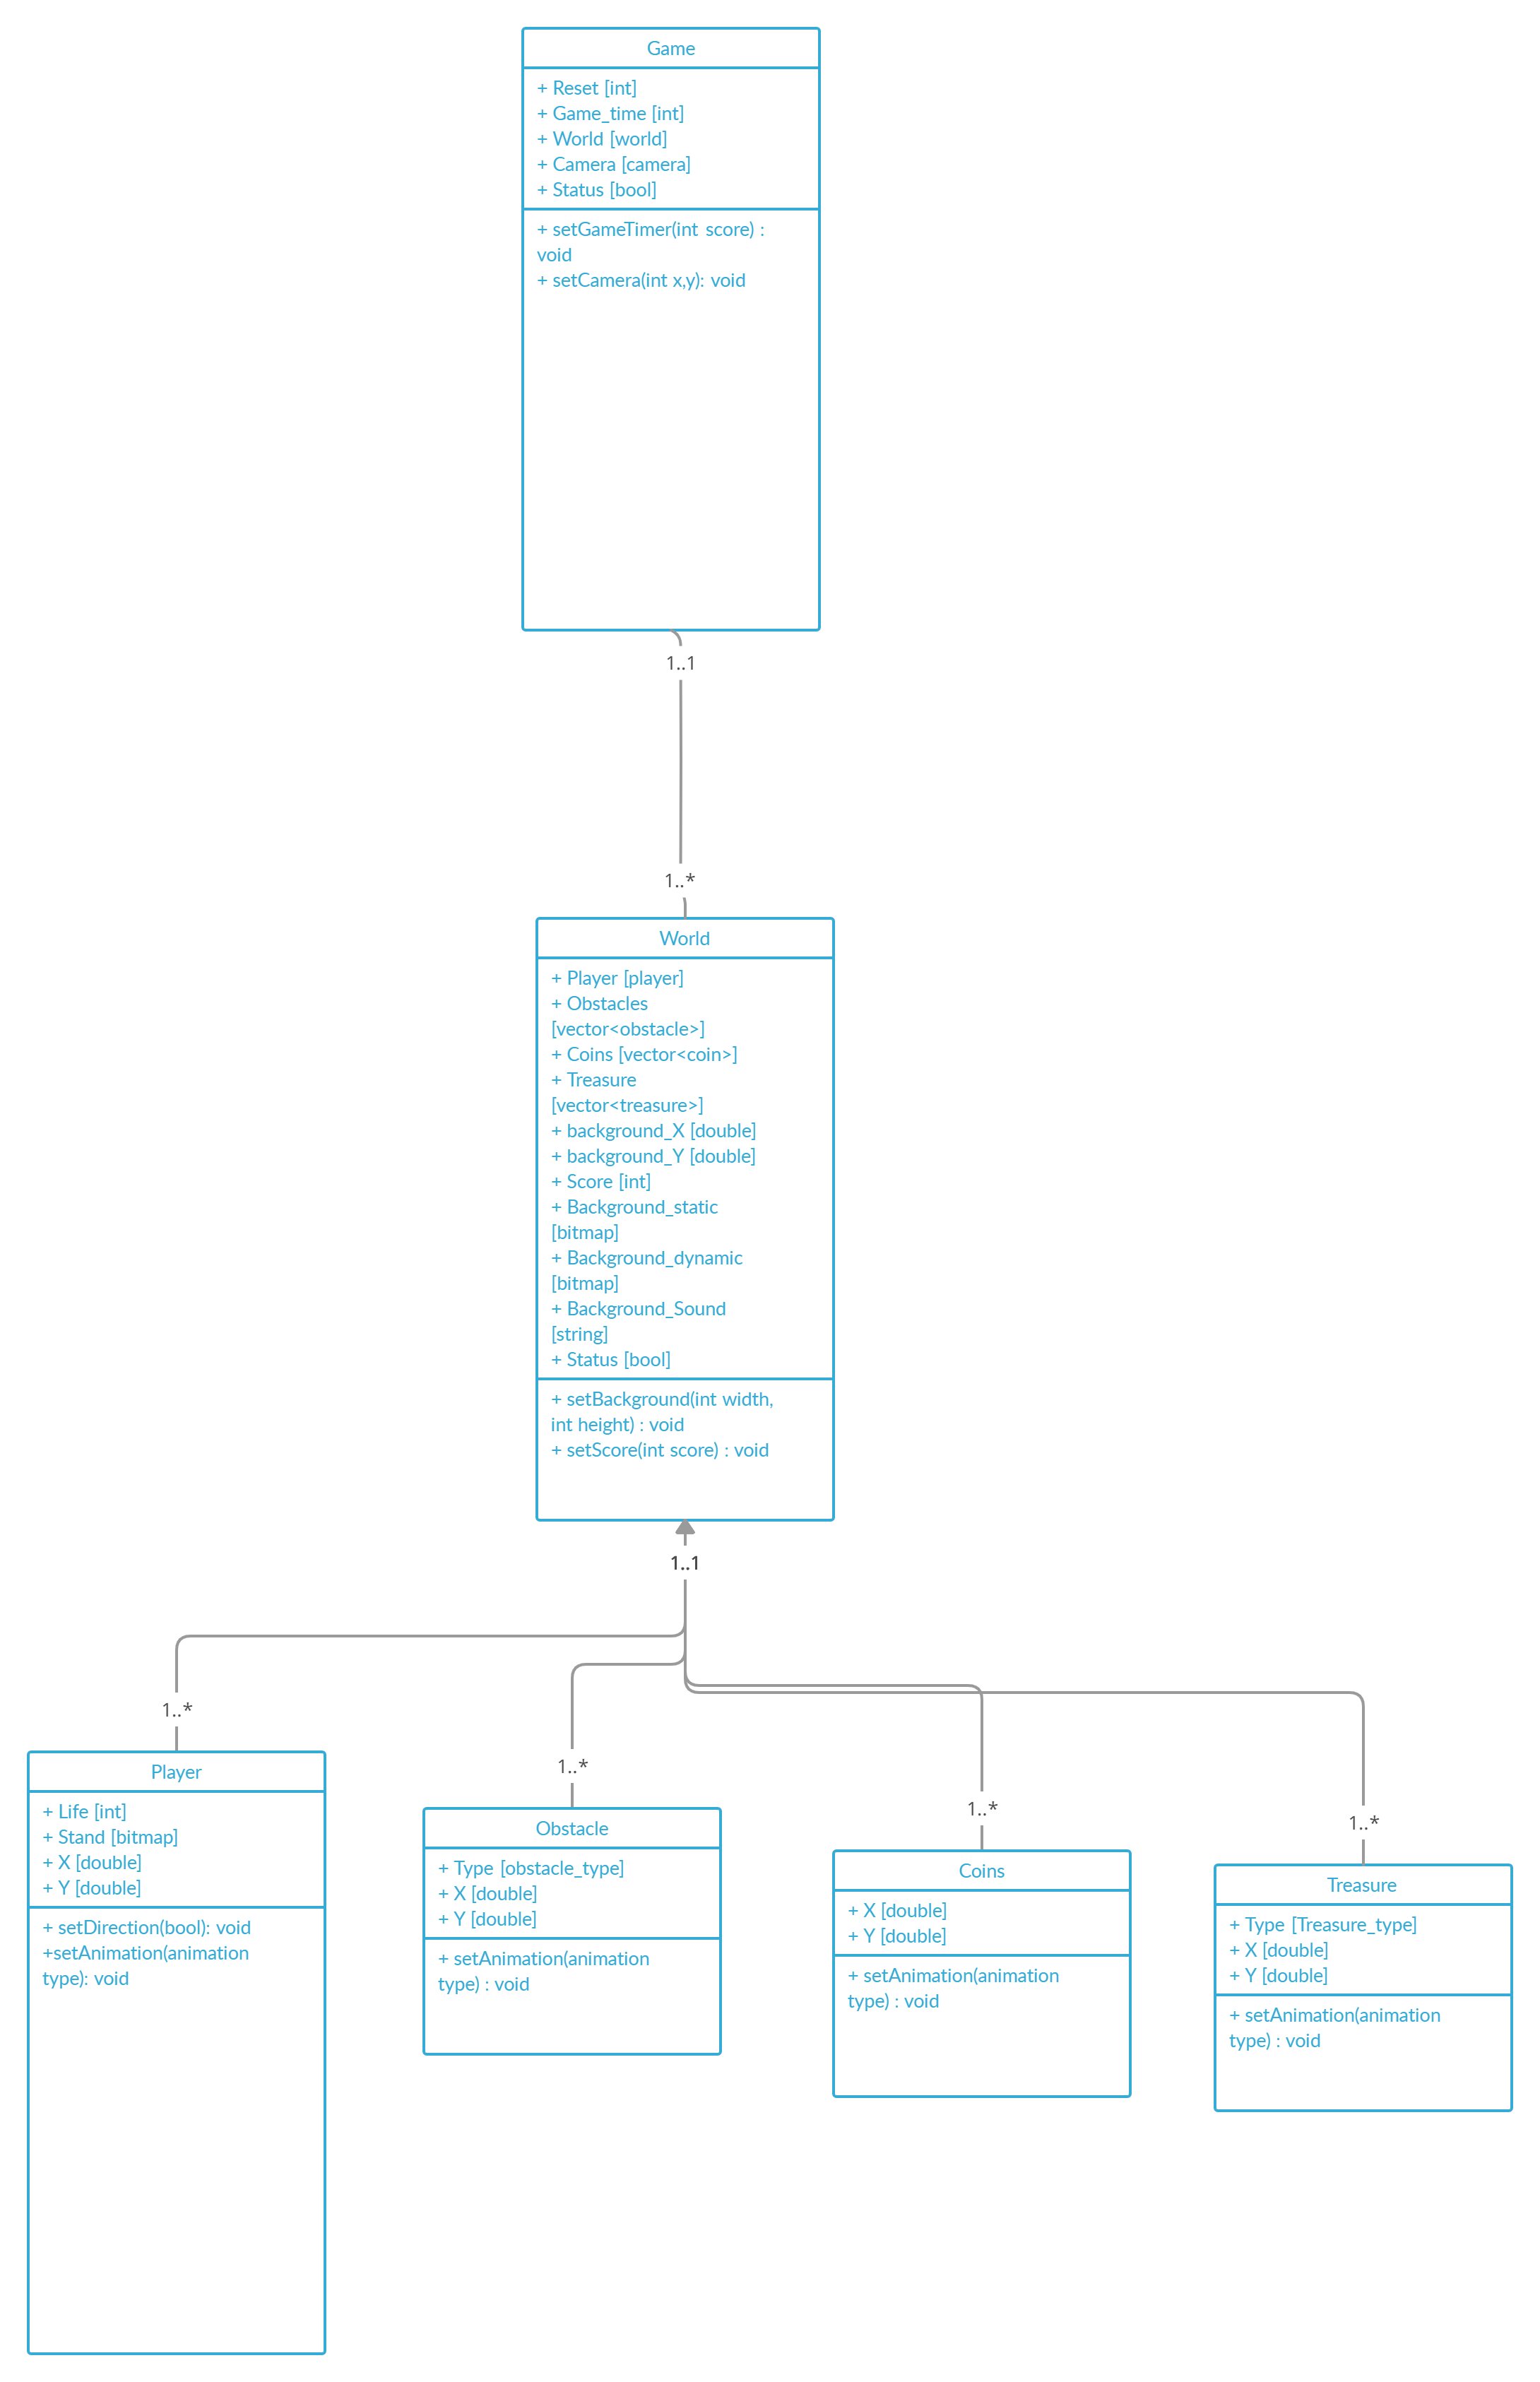 Game
+ Reset [int]
+ Game_time [int]
+ World [world]
+ Camera [camera]
+ Status [bool]
+ setGameTimer(int score) :
void
+ setCamera(int x,y): void
1..1
1..*
World
+ Player [player]
+ Obstacles
[vector<obstacle>]
+ Coins [vector<coin>]
+ Treasure
[vector<treasure>]
+ background_X [double]
+ background_Y [double]
+ Score [int]
+ Background_static
[bitmap]
+ Background_dynamic
[bitmap]
+ Background_Sound
[string]
+ Status [bool]
+ setBackground(int width,
int height) : void
+ setScore(int score) : void
1..1
1..*
Player
+ Life [int]
+ Stand [bitmap]
+ X [double]
+ Y [double]
+ setDirection(bool): void
+setAnimation(animation
type): void
1..*
Obstacle
+ Type [obstacle_type]
+ X [double]
+ Y [double]
+ setAnimation(animation
type) : void
1..*
Coins
+ X [double]
+ Y [double]
+ setAnimation(animation
type) : void
1..*
Treasure
+ Type [Treasure_type]
+ X [double]
+ Y [double]
+ setAnimation(animation
type) : void